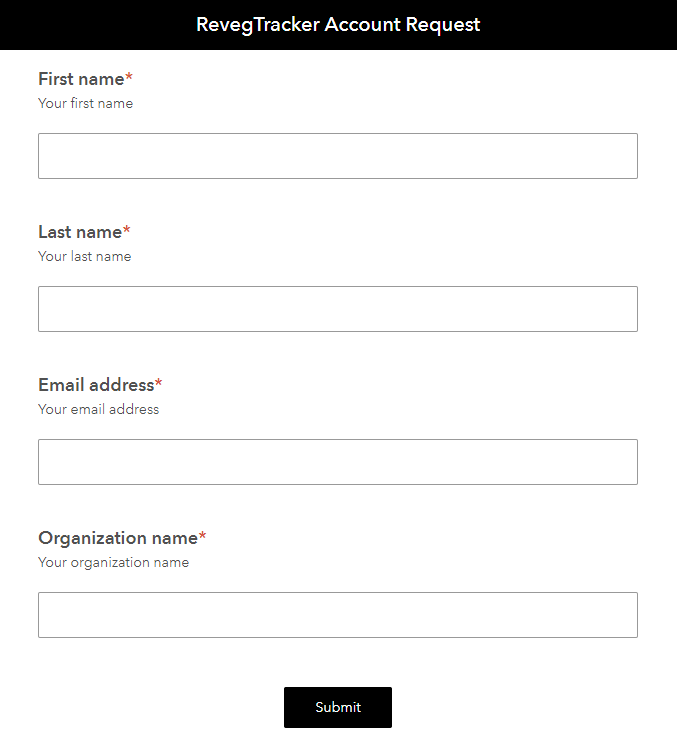 RevegTracker Account Request
First name*
Your first name
Last name*
Your last name
Email address*
Your email address
Organization name*
Your organization name
Submit